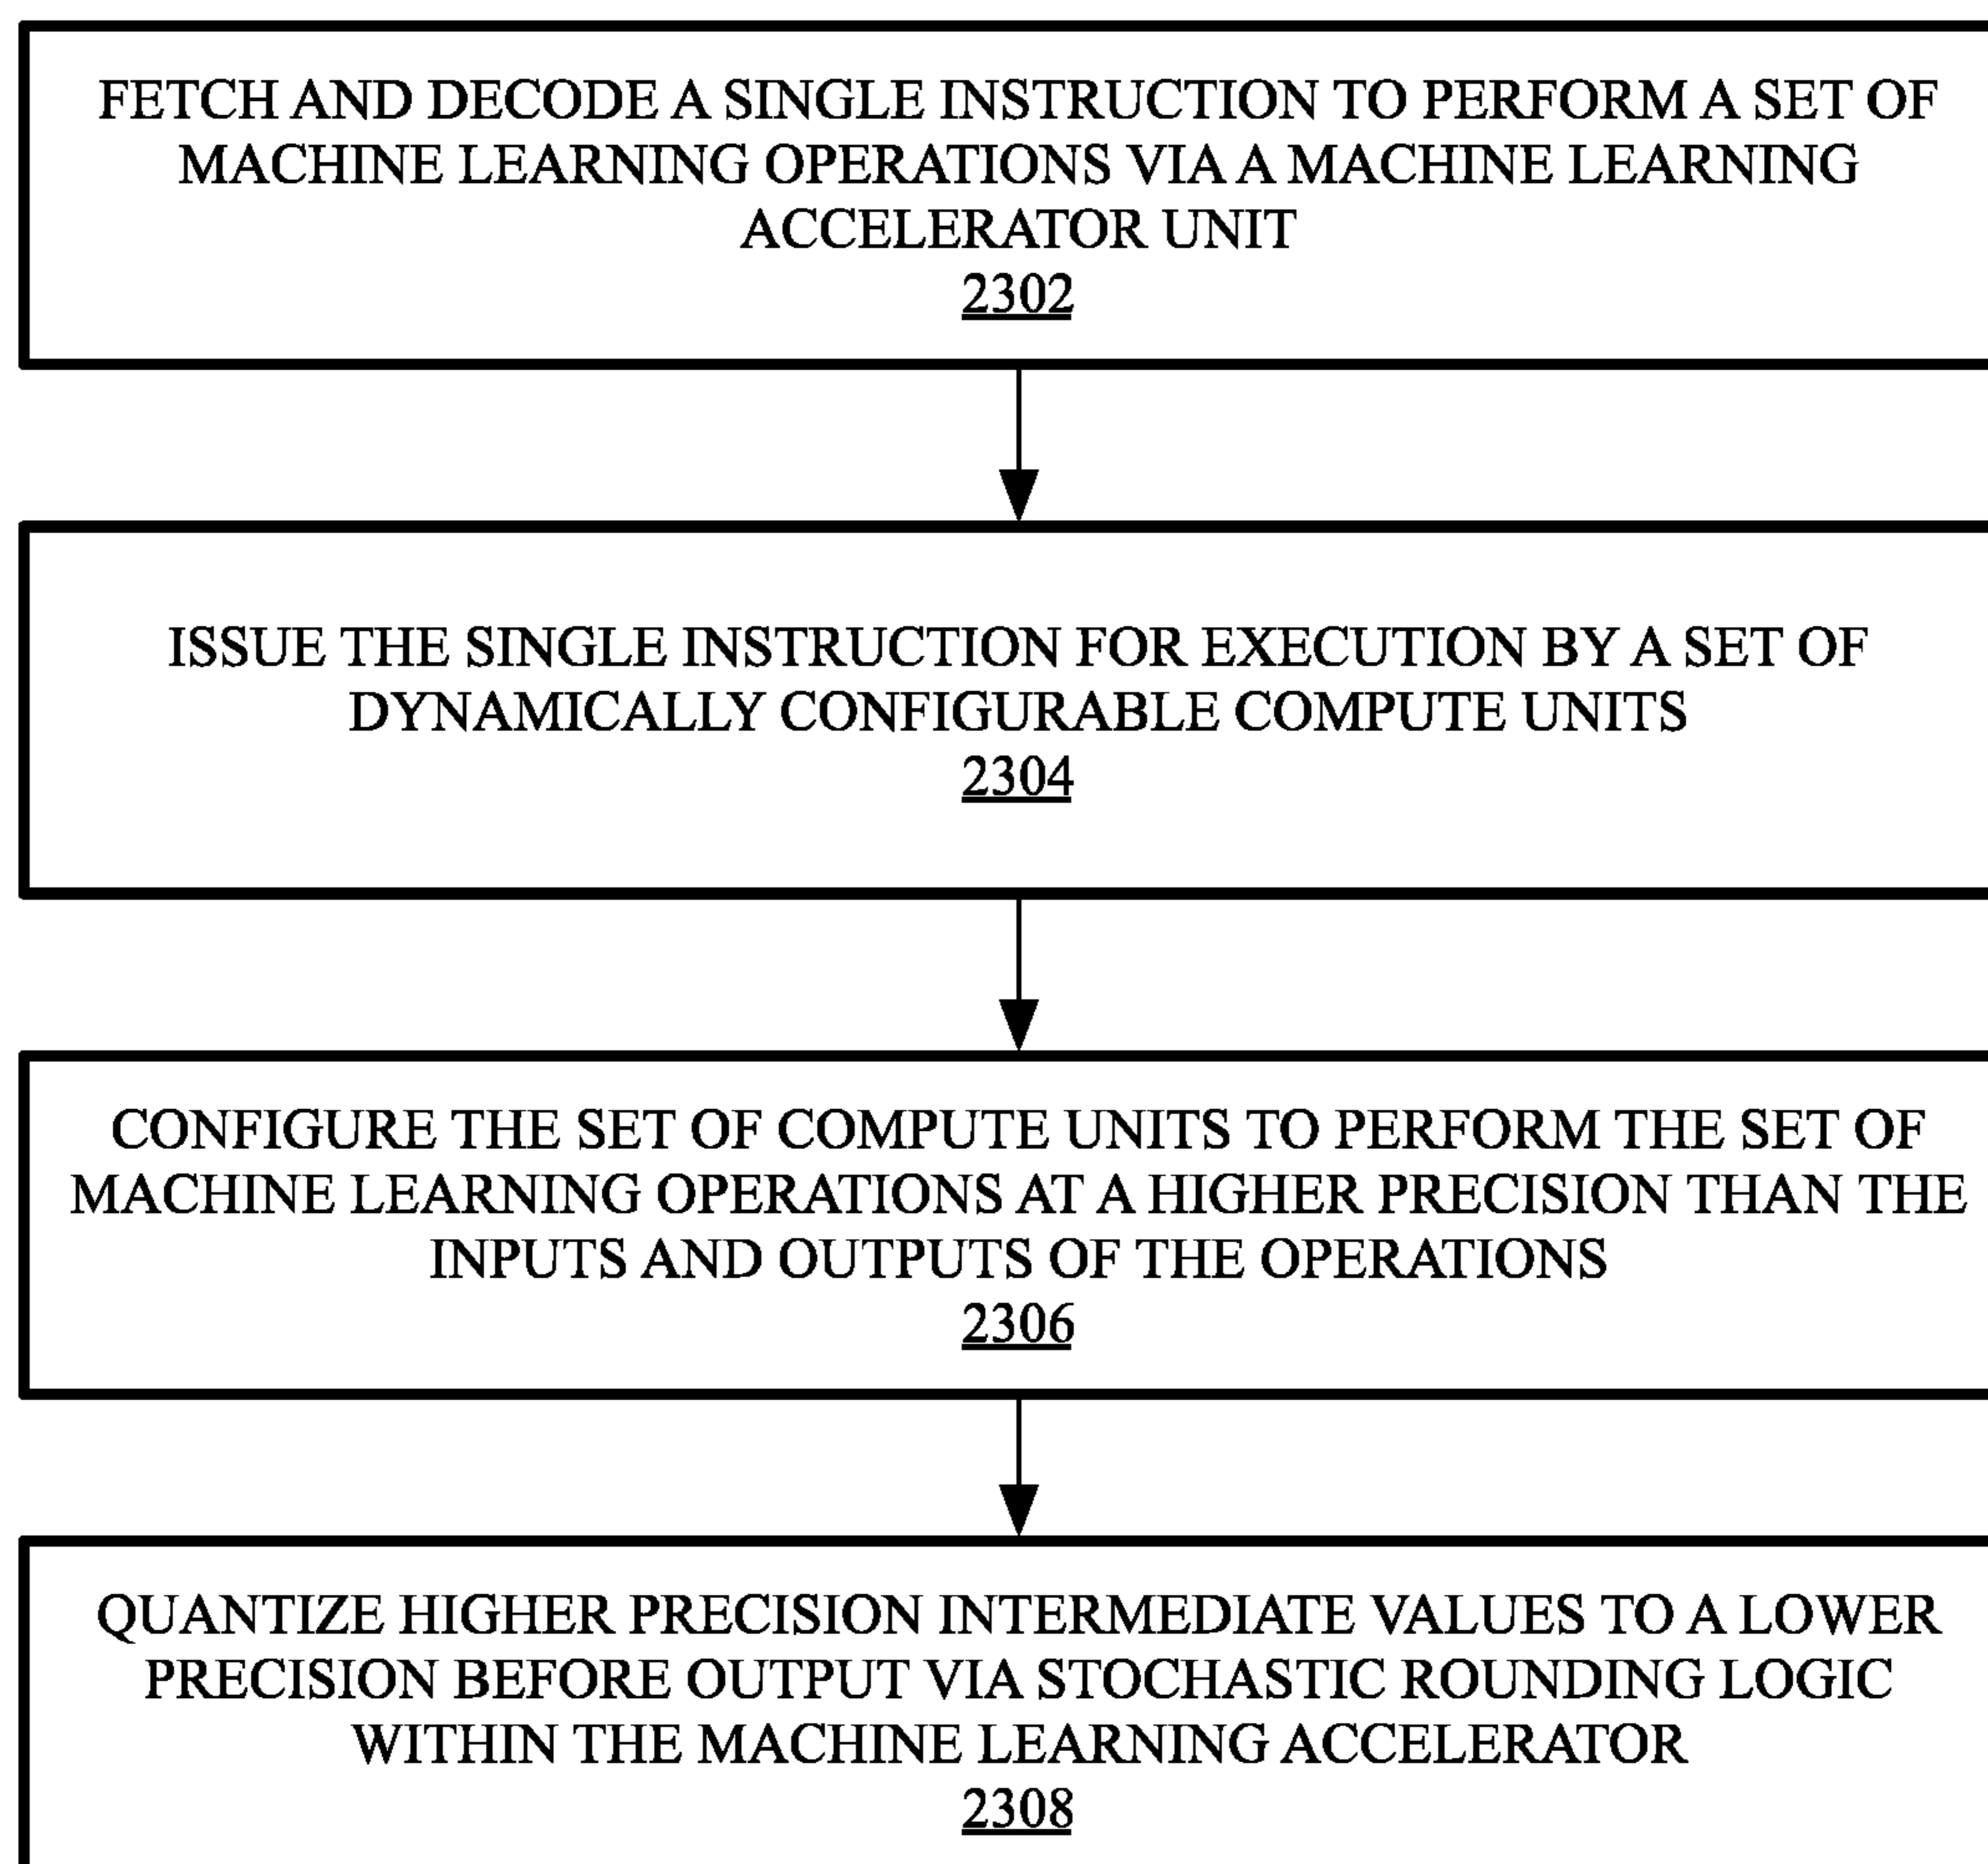 FETCH AND DECODE A SINGLE INSTRUCTION TO PERFORM A SET OF
MACHINE LEARNING OPERATIONS VIA A MACHINE LEARNING
ACCELERATOR UNIT
2302
ISSUE THE SINGLE INSTRUCTION FOR EXECUTION BY A SET OF
DYNAMICALLY CONFIGURABLE COMPUTE UNITS
2304
CONFIGURE THE SET OF COMPUTE UNITS TO PERFORM THE SET OF
MACHINE LEARNING OPERATIONS AT A HIGHER PRECISION THAN THE
INPUTS AND OUTPUTS OF THE OPERATIONS
2306
QUANTIZE HIGHER PRECISION INTERMEDIATE VALUES TO A LOWER
PRECISION BEFORE OUTPUT VIA STOCHASTIC ROUNDING LOGIC
WITHIN THE MACHINE LEARNING ACCELERATOR
2308